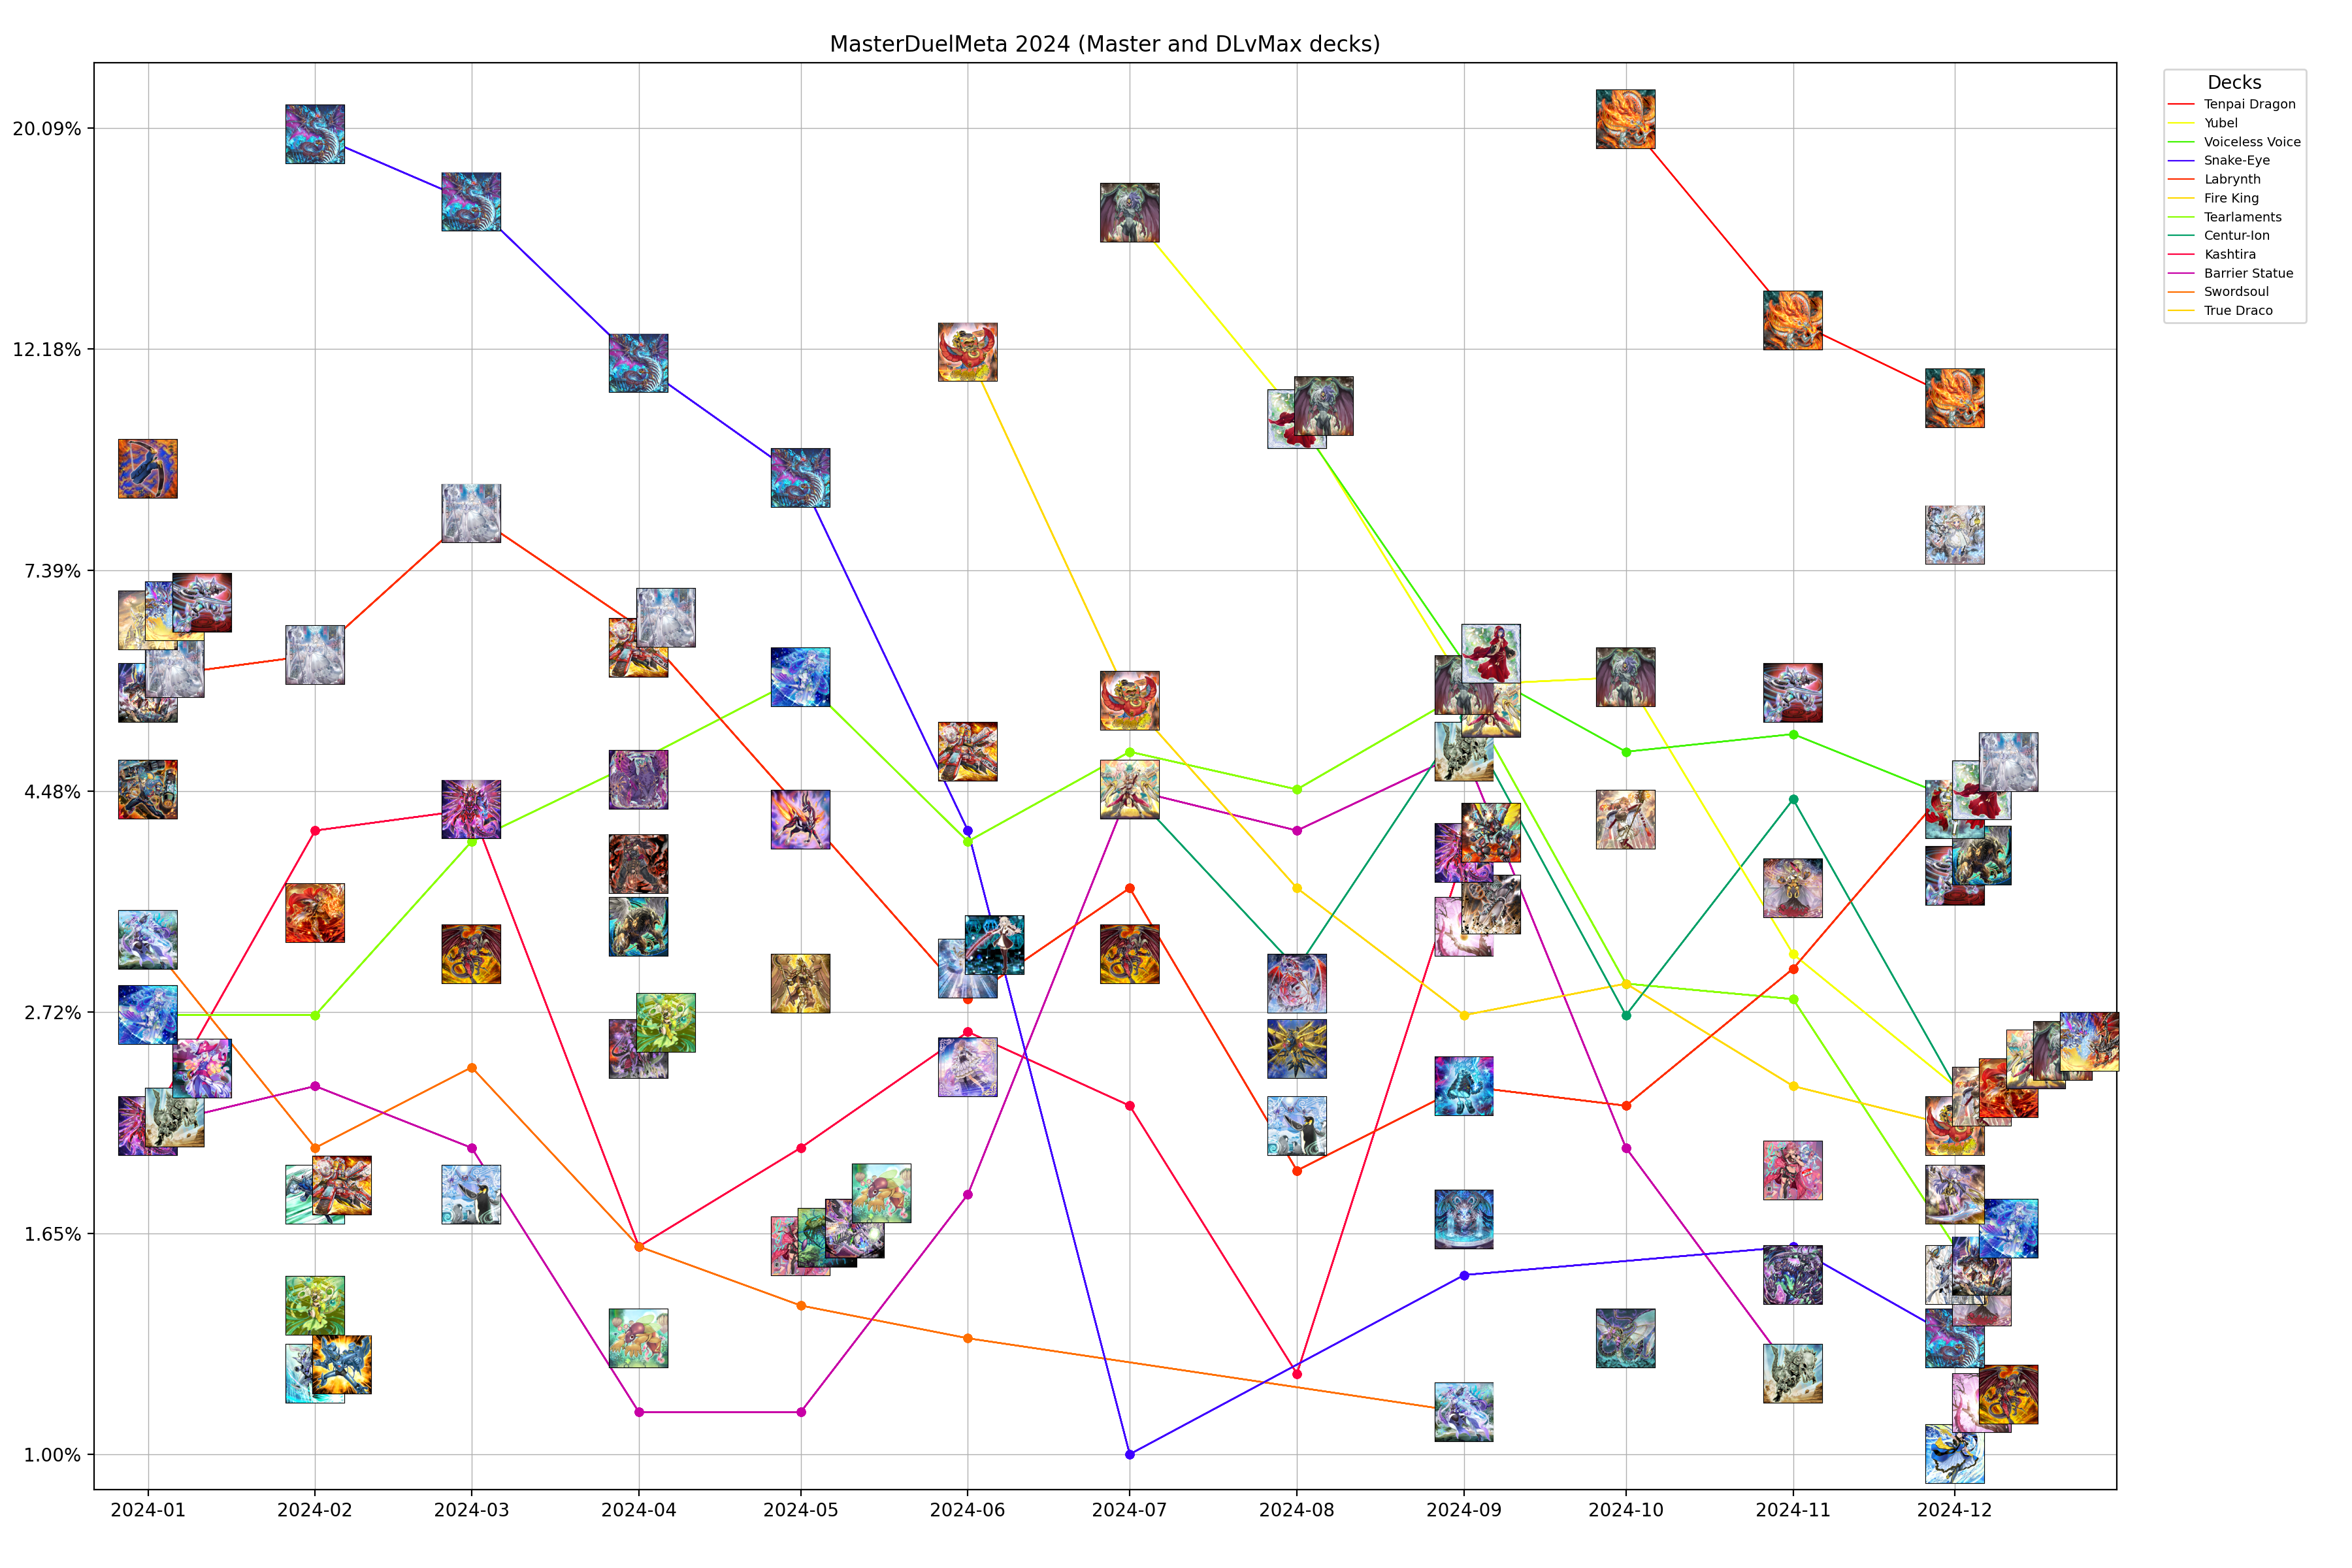 MasterDuelMeta 2024 (Master and DLvMax decks)
20.09%
12.18%
7.39%
4.48%
2.72%
1.65%
1.00%
2024-01
2024-02
2024-03
2024-04
2024-05
2024-06
2024-07
2024-08
2024-09
2024-10
2024-11
2024-12
Decks
Tenpai Dragon
Yubel
Voiceless Voice
Snake-Eye
Labrynth
Fire King
Tearlaments
Centur-Ion
Kashtira
Barrier Statue
Swordsoul
True Draco